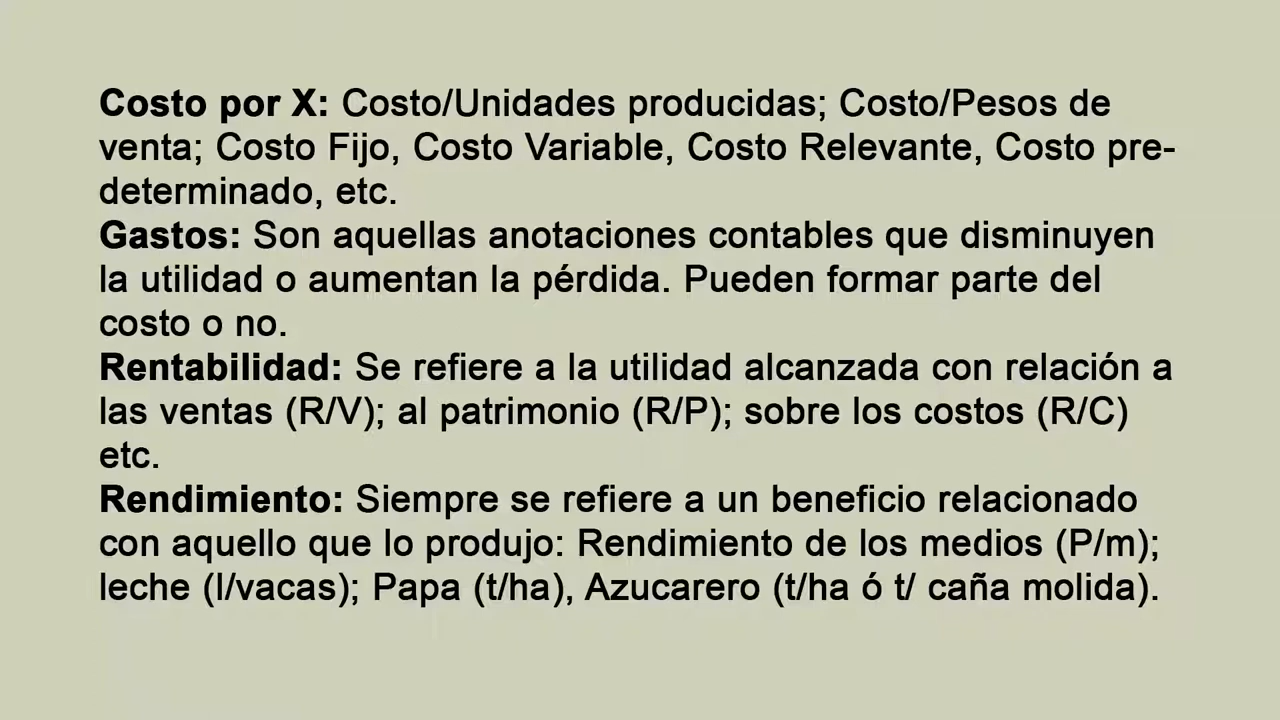 Costo por X: Costo/Unidades producidas; Costo/Pesos de
venta; Costo Fijo, Costo Variable, Costo Relevante, Costo pre-
determinado, etc.
Gastos: Son aquellas anotaciones contables que disminuyen
la utilidad o aumentan la pérdida. Pueden formar parte del
costo o no.
Rentabilidad: Se refiere a la utilidad alcanzada con relación a
las ventas (R/V); al patrimonio (R/P); sobre los costos (R/C)
etc.
Rendimiento: Siempre se refiere a un beneficio relacionado
con aquello que lo produjo: Rendimiento de los medios (P/m);
leche (l/vacas); Papa (t/ha), Azucarero (t/ha ó t/ caña molida).